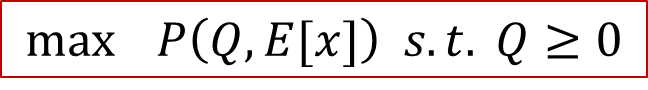 max P(Q, E[x]) s.t. Q ≥ 0